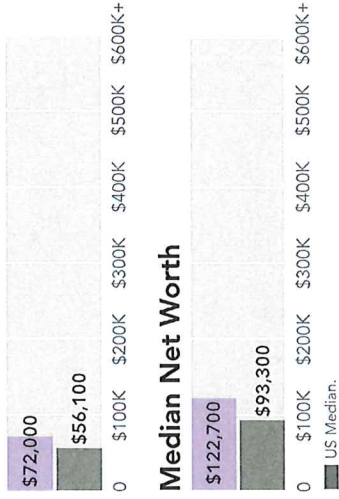 $72,000
$56,100
0 $100K $200K $300K $400K $500K $600K+
Median Net Worth
$122,700
$93,300
0 $100K $200K $300K $400K $500K $600K+
US Median.